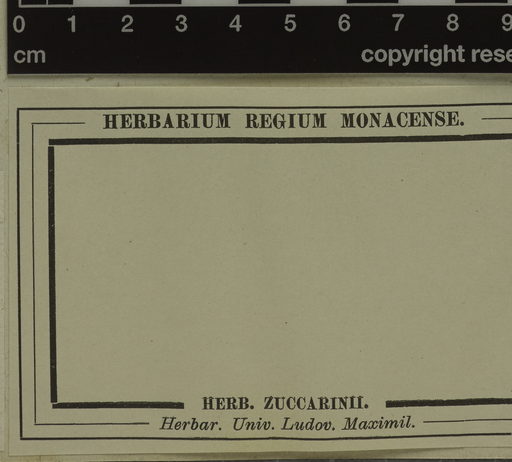 0 1 2 3 4 5 6 7 8 9
cm copyright rese
HERBARIUM REGIUM MONACENSE.
HERB. ZUCCARINII.
Herbar. Univ. Ludov. Maximil.